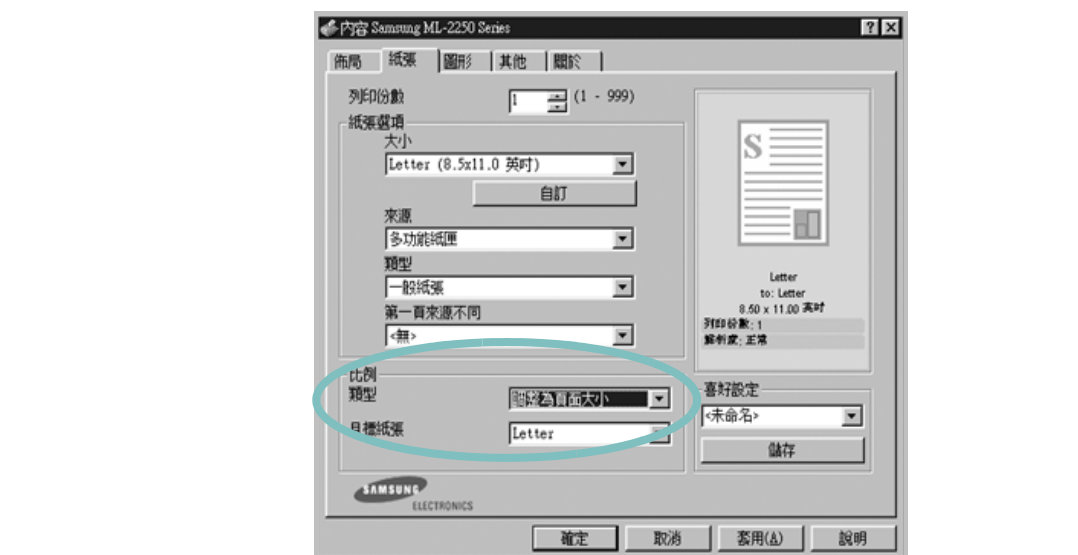 內容 Samsung ML-2250 Series
佈局 紙張 圖形 其他 關於
列印份數 1 (1 - 999)
紙張選項
大小
Letter (8.5x11.0 英吋)
自訂
來源
多功能紙匣
類型
一般紙張
第一頁來源不同
<無>
比例
類型 調整為頁面大小
目標紙張 Letter
SAMSUNG
ELECTRONICS
S
Letter
to: Letter
8.50 x 11.00 英吋
列印份數: 1
解析度: 正常
喜好設定
<未命名>
儲存
確定 取消 套用(A) 說明